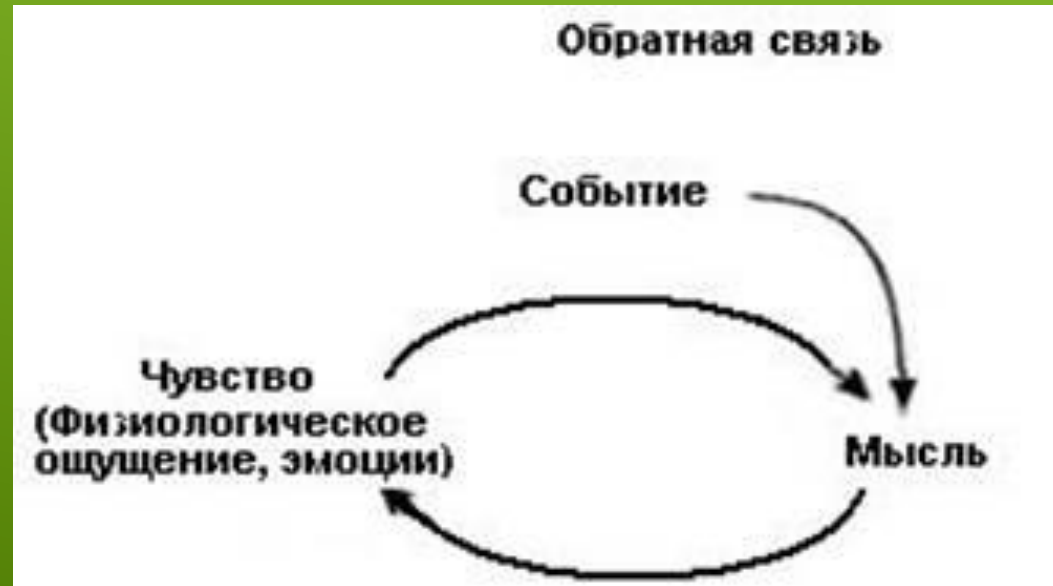 Обратная связь
Событие
Чувство
(Физиологическое
ощущение, эмоции)
Мысль